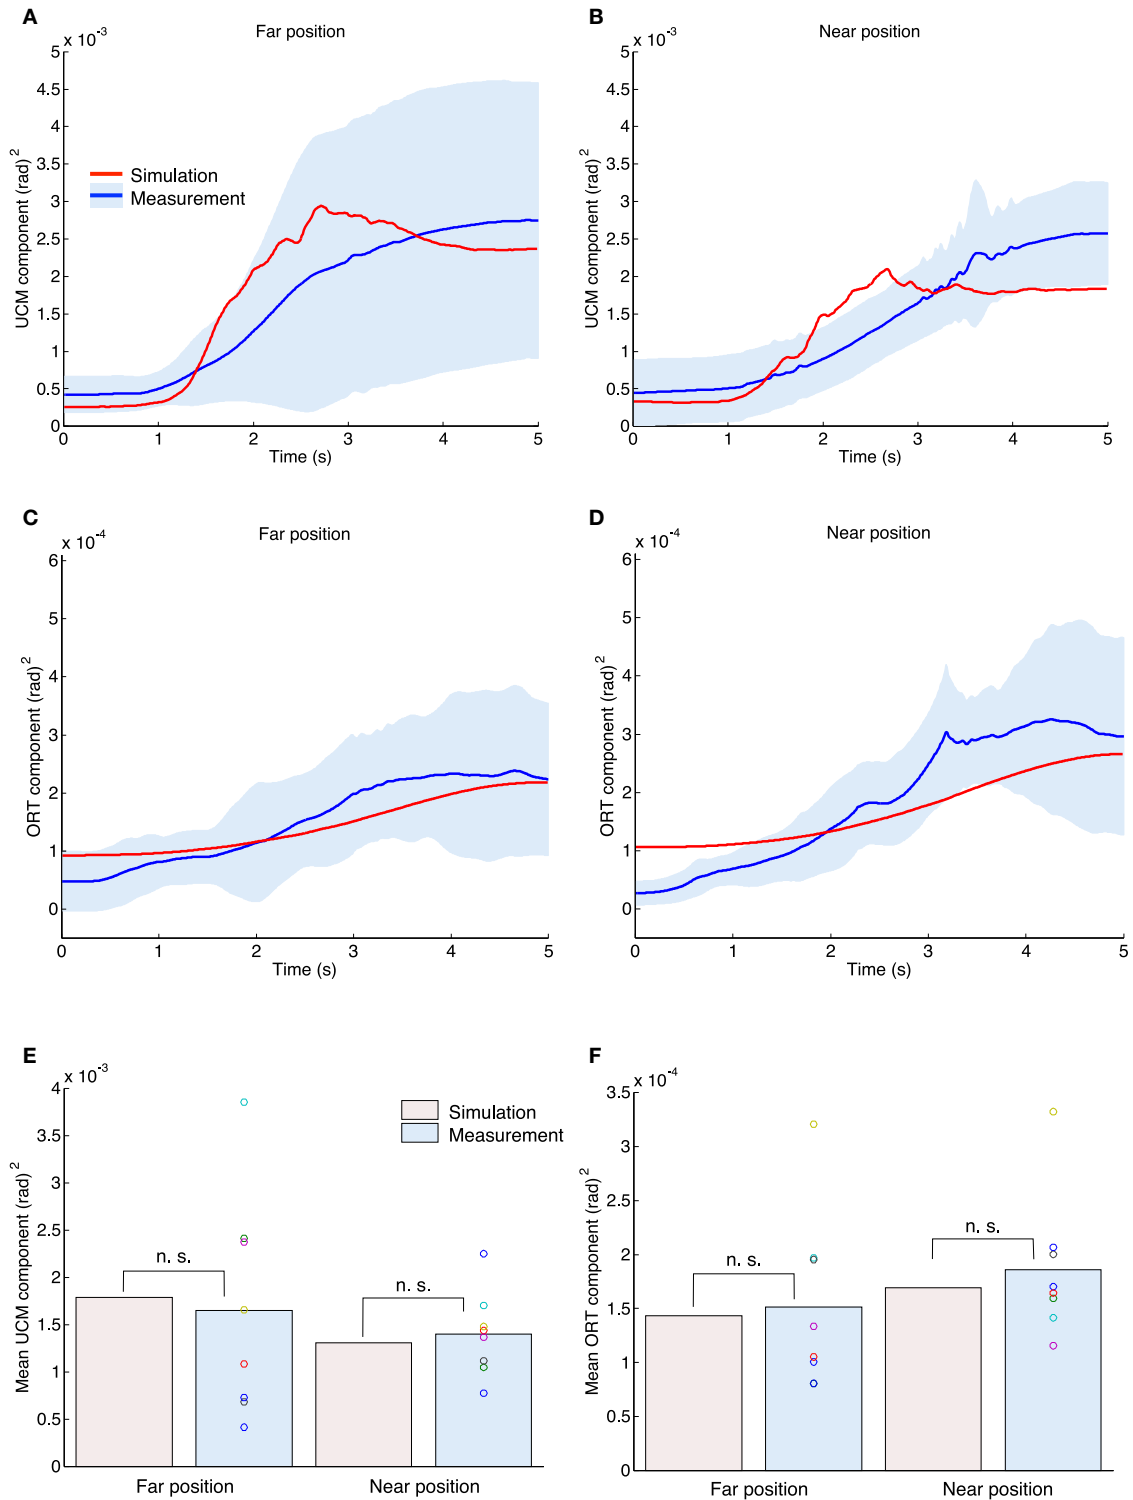 A
Far position
x 10-3
5
4.5
4
3.5
3
2.5
2
1.5
1
0.5
0
UCM component (rad)2
Simulation
Measurement
0 1 2 3 4 5
Time (s)
B
Near position
x 10-3
5
4.5
4
3.5
3
2.5
2
1.5
1
0.5
0
UCM component (rad)2
0 1 2 3 4 5
Time (s)
C
Far position
x 10-4
6
5
4
3
2
1
0
ORT component (rad)2
0 1 2 3 4 5
Time (s)
D
Near position
x 10-4
6
5
4
3
2
1
0
ORT component (rad)2
0 1 2 3 4 5
Time (s)
E
x 10-3
4
3.5
3
2.5
2
1.5
1
0.5
0
Mean UCM component (rad)2
Simulation
Measurement
n. s.
n. s.
Far position
Near position
F
x 10-4
3.5
3
2.5
2
1.5
1
0.5
0
Mean ORT component (rad)2
n. s.
n. s.
Far position
Near position